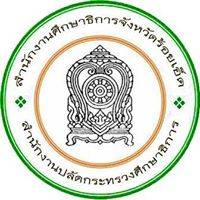 สำนักงานศึกษาธิการจังหวัดร้อยเอ็ด
สำนักงานปลัดกระทรวงศึกษาธิการ